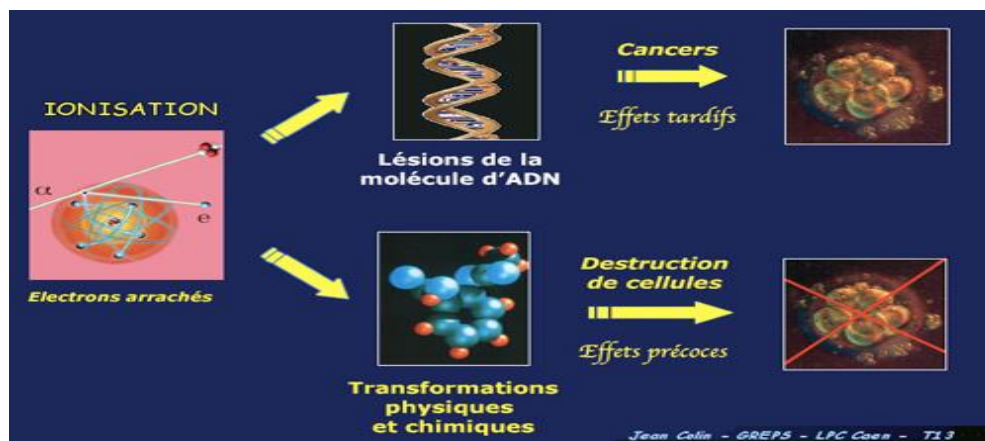 IONISATION
α
e
Electrons arrachés
Lésions de la
molécule d'ADN
Cancers
Effets tardifs
Transformations
physiques
et chimiques
Destruction
de cellules
Effets précoces
Jean Colin - GREPS - LPC Caen - T13